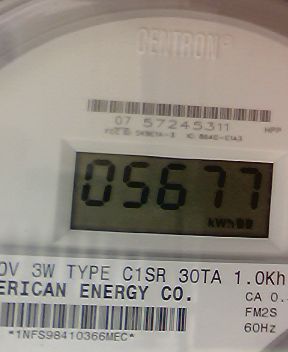 CENTRON®
07 57245311 HPP
05677
kWh
0V 3W TYPE C1SR 30TA 1.0Kh
ERICAN ENERGY CO.
CA 0.
FM2S
60Hz
*1NFS98410366MEC*